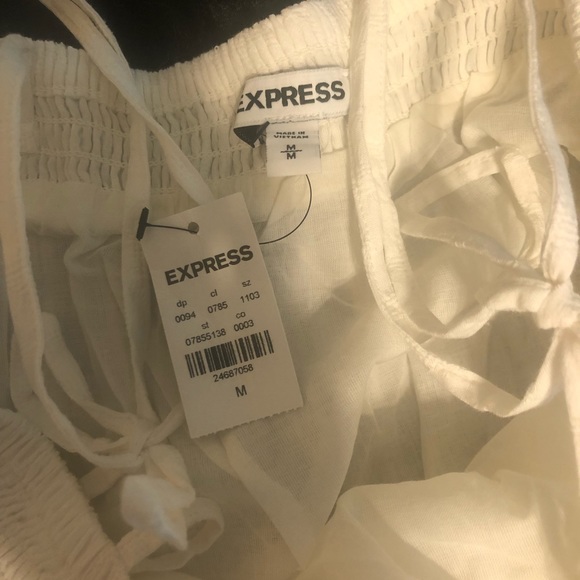 EXPRESS
MADE IN
VIETNAM
M
M
EXPRESS
dp cl sz
0094 0785 1103
st co
07855138 0003
24687058
M